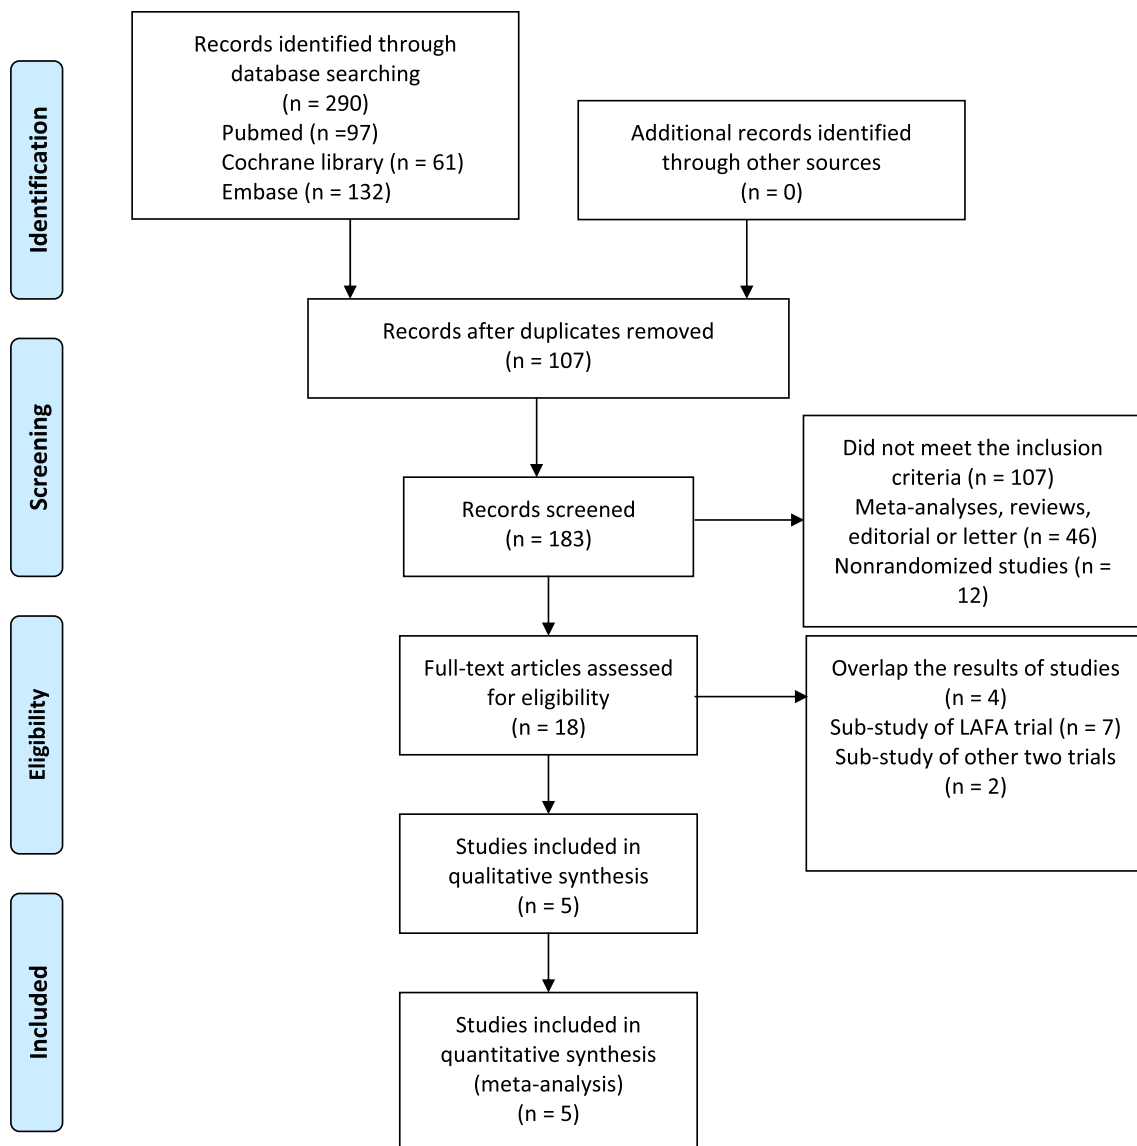 Identification
Records identified through
database searching
(n = 290)
Pubmed (n =97)
Cochrane library (n = 61)
Embase (n = 132)
Additional records identified
through other sources
(n = 0)
Records after duplicates removed
(n = 107)
Screening
Records screened
(n = 183)
Did not meet the inclusion
criteria (n = 107)
Meta-analyses, reviews,
editorial or letter (n = 46)
Nonrandomized studies (n =
12)
Eligibility
Full-text articles assessed
for eligibility
(n = 18)
Overlap the results of studies
(n = 4)
Sub-study of LAFA trial (n = 7)
Sub-study of other two trials
(n = 2)
Studies included in
qualitative synthesis
(n = 5)
Included
Studies included in
quantitative synthesis
(meta-analysis)
(n = 5)